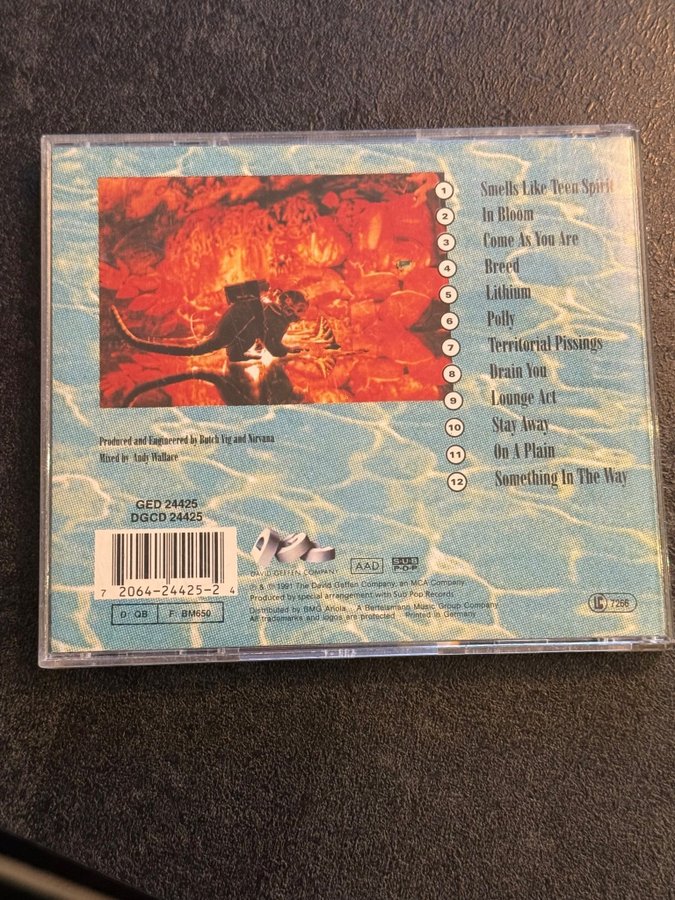 1 Smells Like Teen Spirit
2 In Bloom
3 Come As You Are
4 Breed
5 Lithium
6 Polly
7 Territorial Pissings
8 Drain You
9 Lounge Act
10 Stay Away
11 On A Plain
12 Something In The Way
Produced and Engineered by Butch Vig and Nirvana
Mixed by Andy Wallace
GED 24425
DGCD 24425
7 2064-24425-2 4
D: QB F: BM650
DAVID GEFFEN COMPANY
AAD
SUB POP
℗ & © 1991 The David Geffen Company, an MCA Company
Produced by special arrangement with Sub Pop Records
Distributed by BMG Ariola. A Bertelsmann Music Group Company
All trademarks and logos are protected Printed in Germany
LC 7266